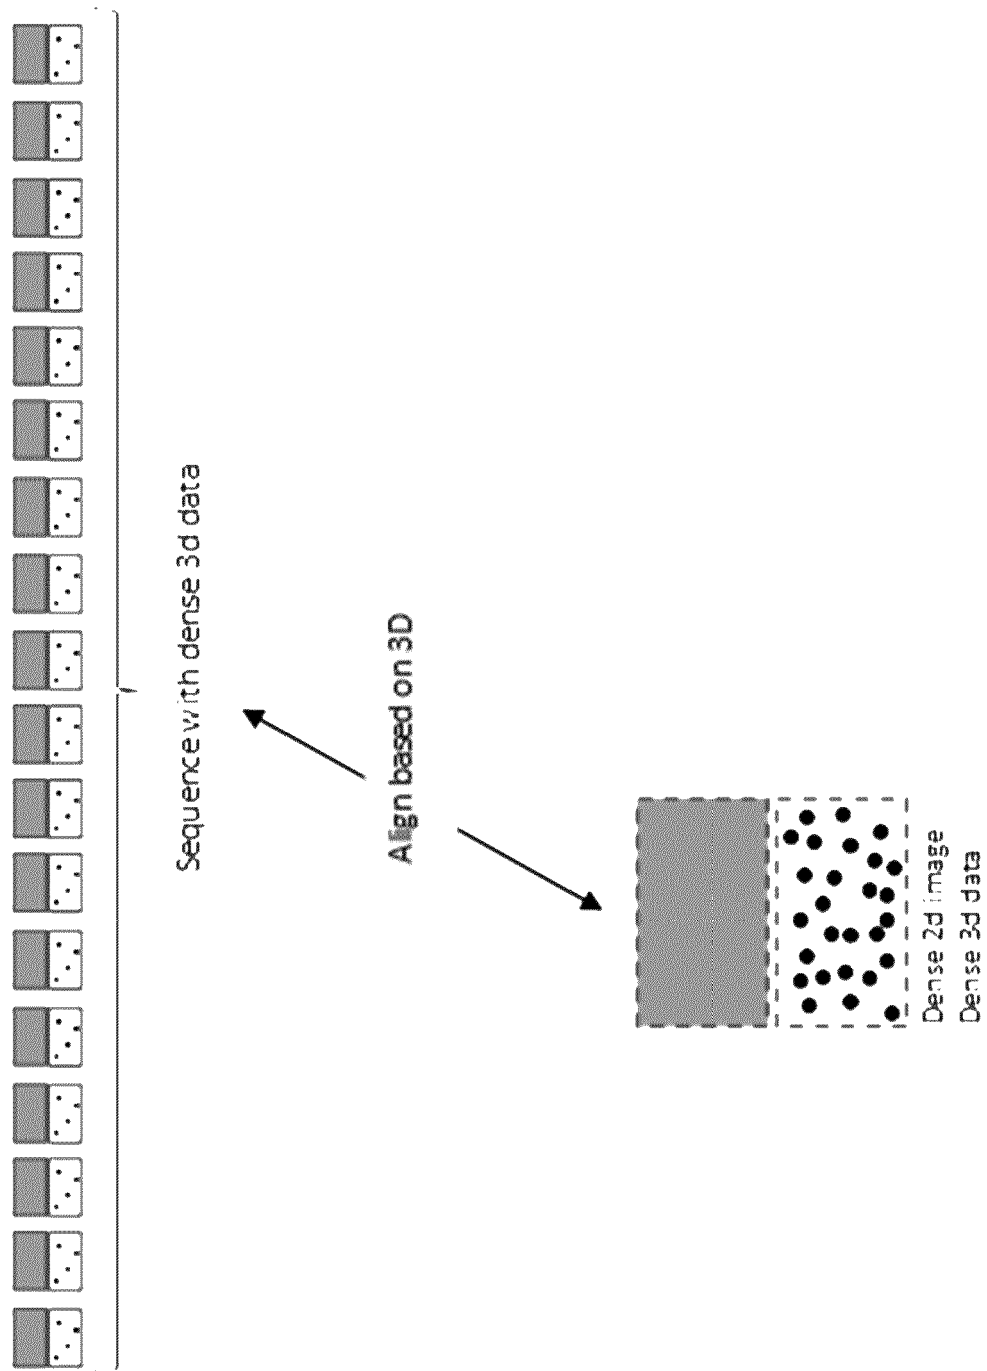 Sequence with dense 3d data
Align based on 3D
Dense 2d image
Dense 3d data